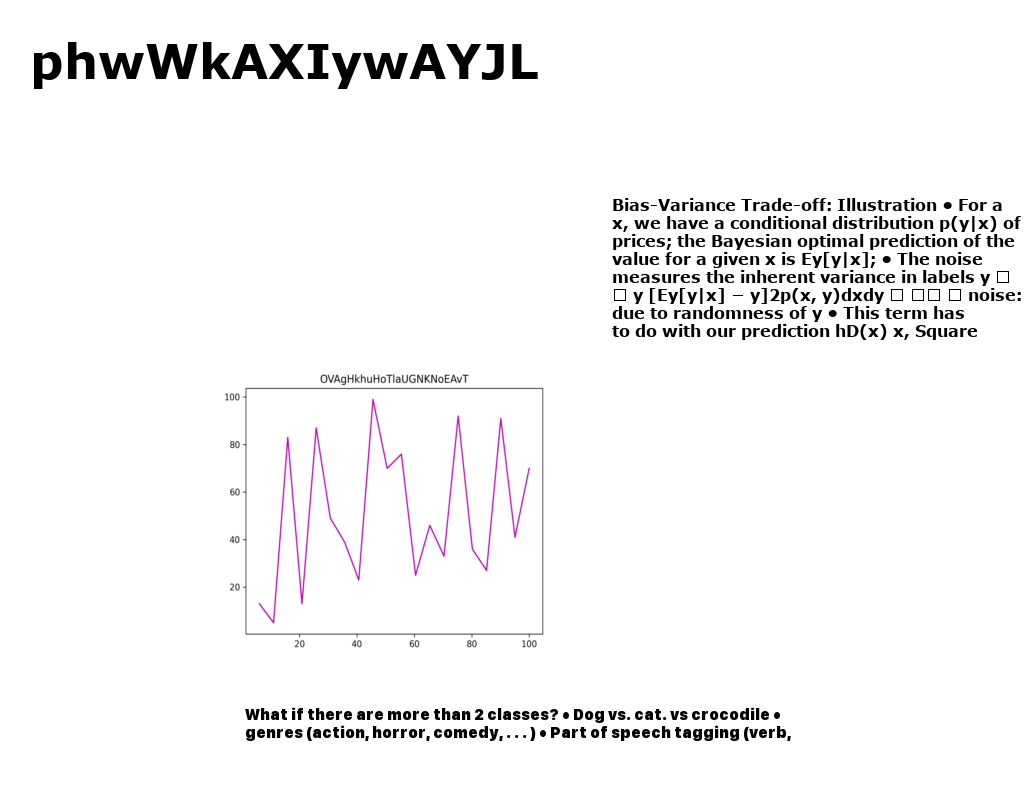 phwWkAXIywAYJL
Bias-Variance Trade-off: Illustration • For a
x, we have a conditional distribution p(y|x) of
prices; the Bayesian optimal prediction of the
value for a given x is Ey[y|x]; • The noise
measures the inherent variance in labels y □
□ y [Ey[y|x] − y]2p(x, y)dxdy □ □□ □ noise:
due to randomness of y • This term has
to do with our prediction hD(x) x, Square
OVAgHkhuHoTlaUGNKNoEAvT
100
80
60
40
20
20 40 60 80 100
What if there are more than 2 classes? • Dog vs. cat. vs crocodile •
genres (action, horror, comedy, . . . ) • Part of speech tagging (verb,